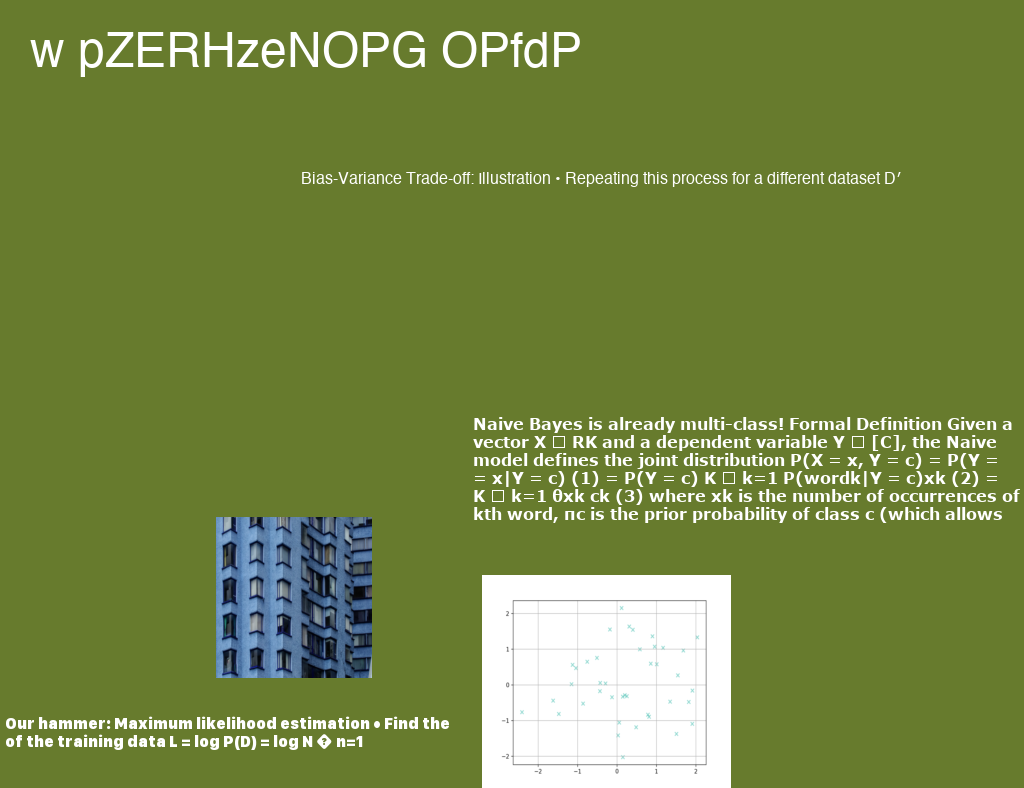 w pZERHzeNOPG OPfdP
Bias-Variance Trade-off: Illustration • Repeating this process for a different dataset D′
Naive Bayes is already multi-class! Formal Definition Given a
vector X □ RK and a dependent variable Y □ [C], the Naive
model defines the joint distribution P(X = x, Y = c) = P(Y =
= x|Y = c) (1) = P(Y = c) K □ k=1 P(wordk|Y = c)xk (2) =
K □ k=1 θxk ck (3) where xk is the number of occurrences of
kth word, πc is the prior probability of class c (which allows
Our hammer: Maximum likelihood estimation • Find the
of the training data L = log P(D) = log N � n=1
2
1
0
−1
−2
−2 −1 0 1 2